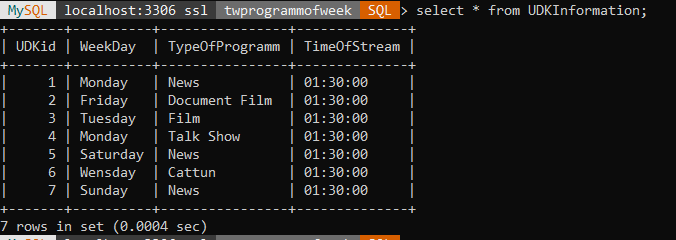 MySQL localhost:3306 ssl twprogrammofweek SQL > select * from UDKInformation;
+-------+----------+----------------+--------------+
| UDKid | WeekDay | TypeOfProgramm | TimeOfStream |
+-------+----------+----------------+--------------+
| 1 | Monday | News | 01:30:00 |
| 2 | Friday | Document Film | 01:30:00 |
| 3 | Tuesday | Film | 01:30:00 |
| 4 | Monday | Talk Show | 01:30:00 |
| 5 | Saturday | News | 01:30:00 |
| 6 | Wensday | Cattun | 01:30:00 |
| 7 | Sunday | News | 01:30:00 |
+-------+----------+----------------+--------------+
7 rows in set (0.0004 sec)